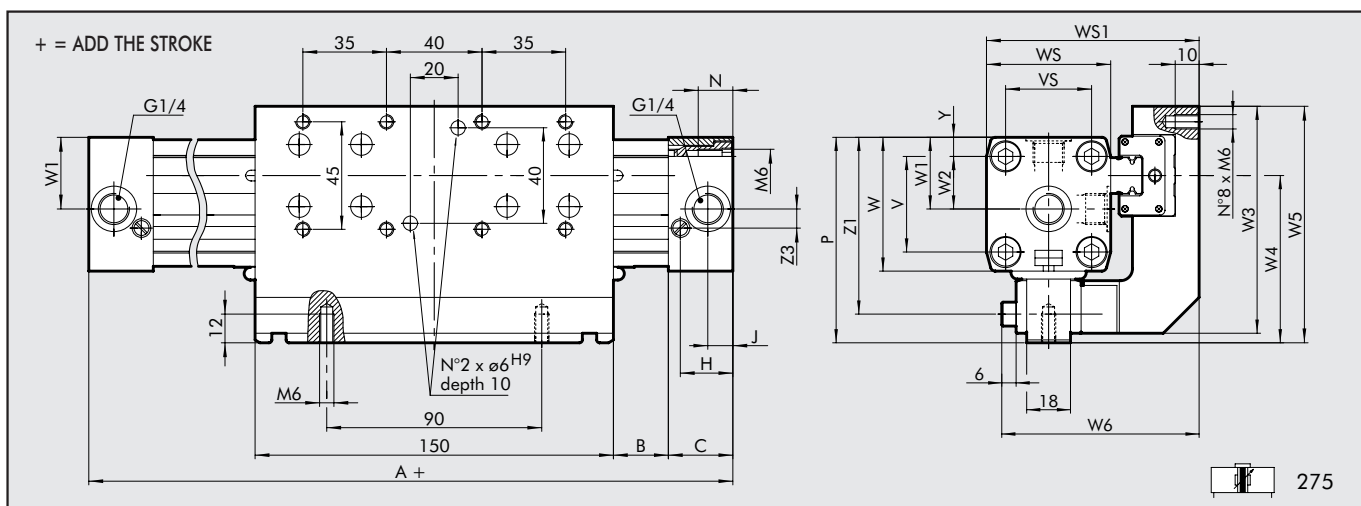 + = ADD THE STROKE
35
40
35
20
N
G1/4
G1/4
W1
45
40
M6
Z3
12
N°2 x ø6 H9
depth 10
J
H
M6
90
150
B
C
A +
WS1
WS
10
VS
Y
W1
W2
V
W
Z1
P
N°8 x M6
W3
W4
W5
6
18
W6
275